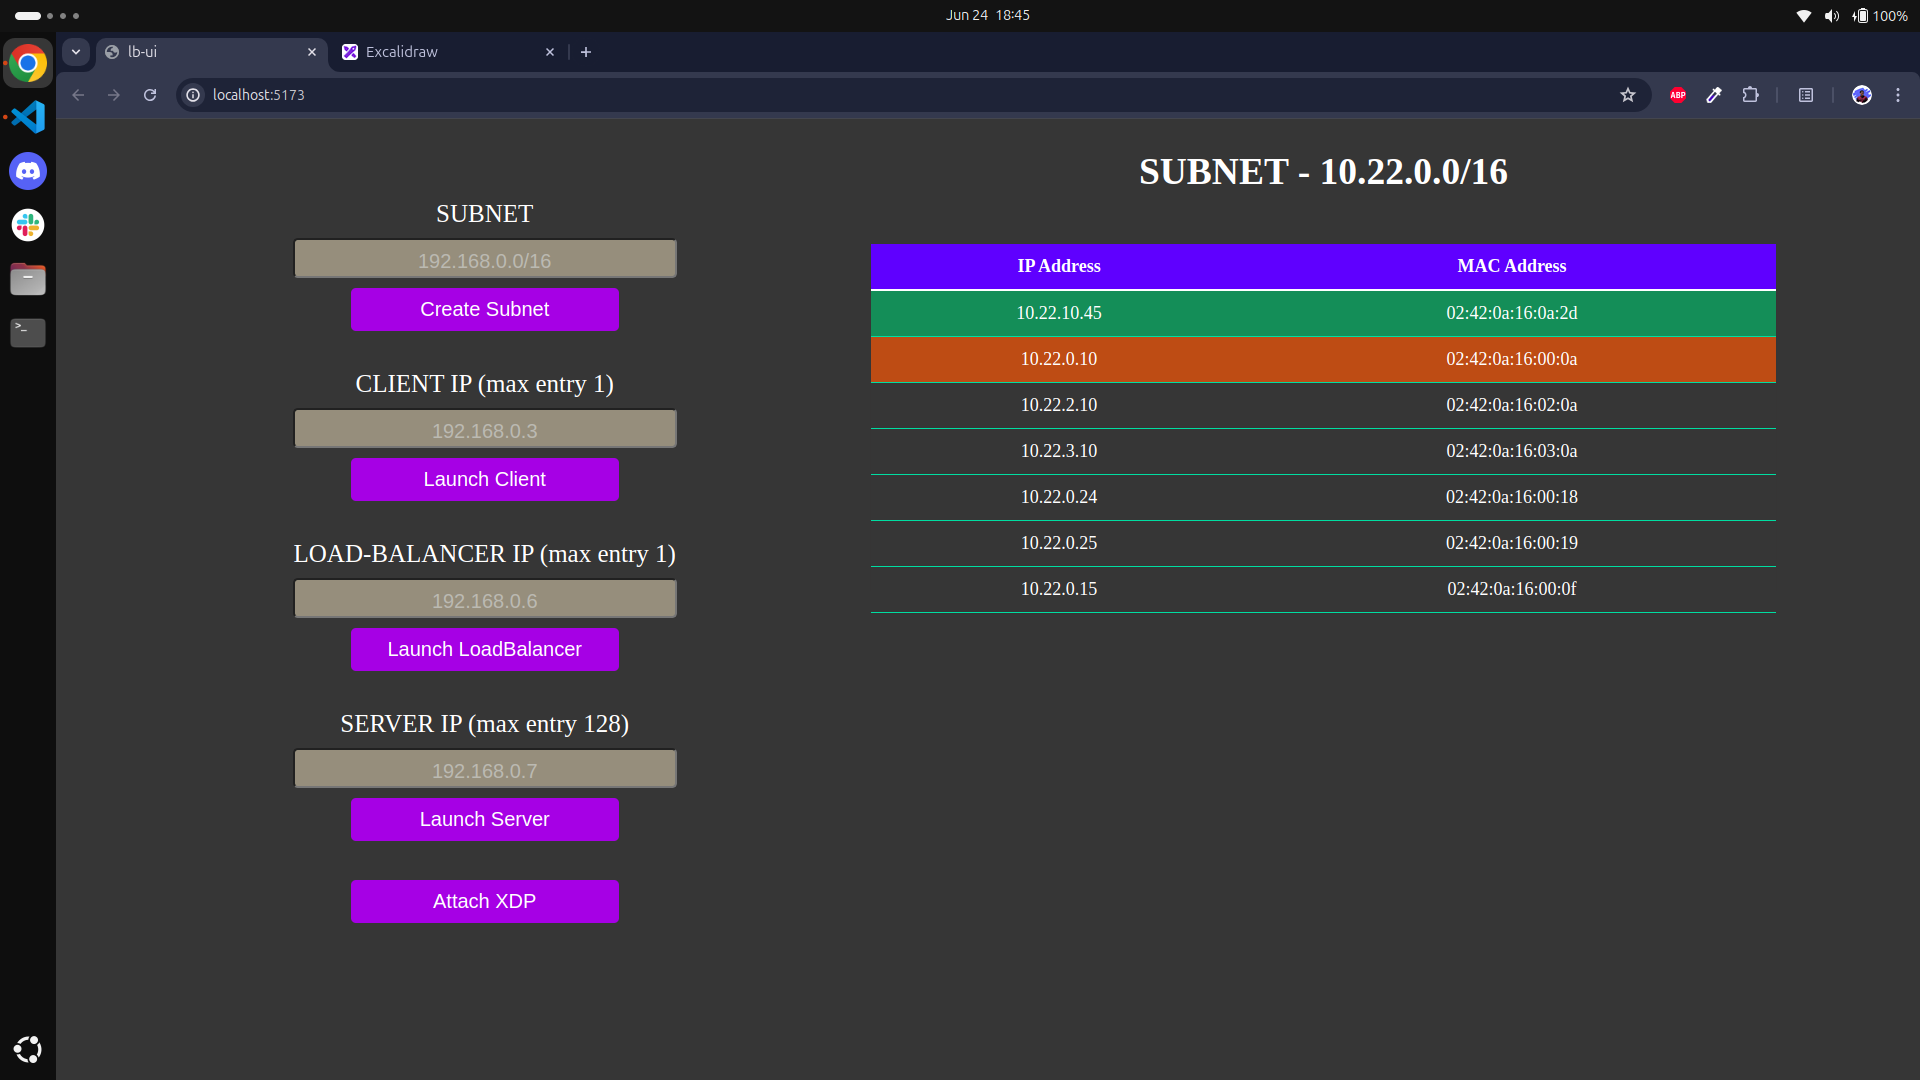 Jun 24 18:45
100%
lb-ui
Excalidraw
localhost:5173
ABP
SUBNET
192.168.0.0/16
Create Subnet
CLIENT IP (max entry 1)
192.168.0.3
Launch Client
LOAD-BALANCER IP (max entry 1)
192.168.0.6
Launch LoadBalancer
SERVER IP (max entry 128)
192.168.0.7
Launch Server
Attach XDP
SUBNET - 10.22.0.0/16
IP Address MAC Address
10.22.10.45 02:42:0a:16:0a:2d
10.22.0.10 02:42:0a:16:00:0a
10.22.2.10 02:42:0a:16:02:0a
10.22.3.10 02:42:0a:16:03:0a
10.22.0.24 02:42:0a:16:00:18
10.22.0.25 02:42:0a:16:00:19
10.22.0.15 02:42:0a:16:00:0f